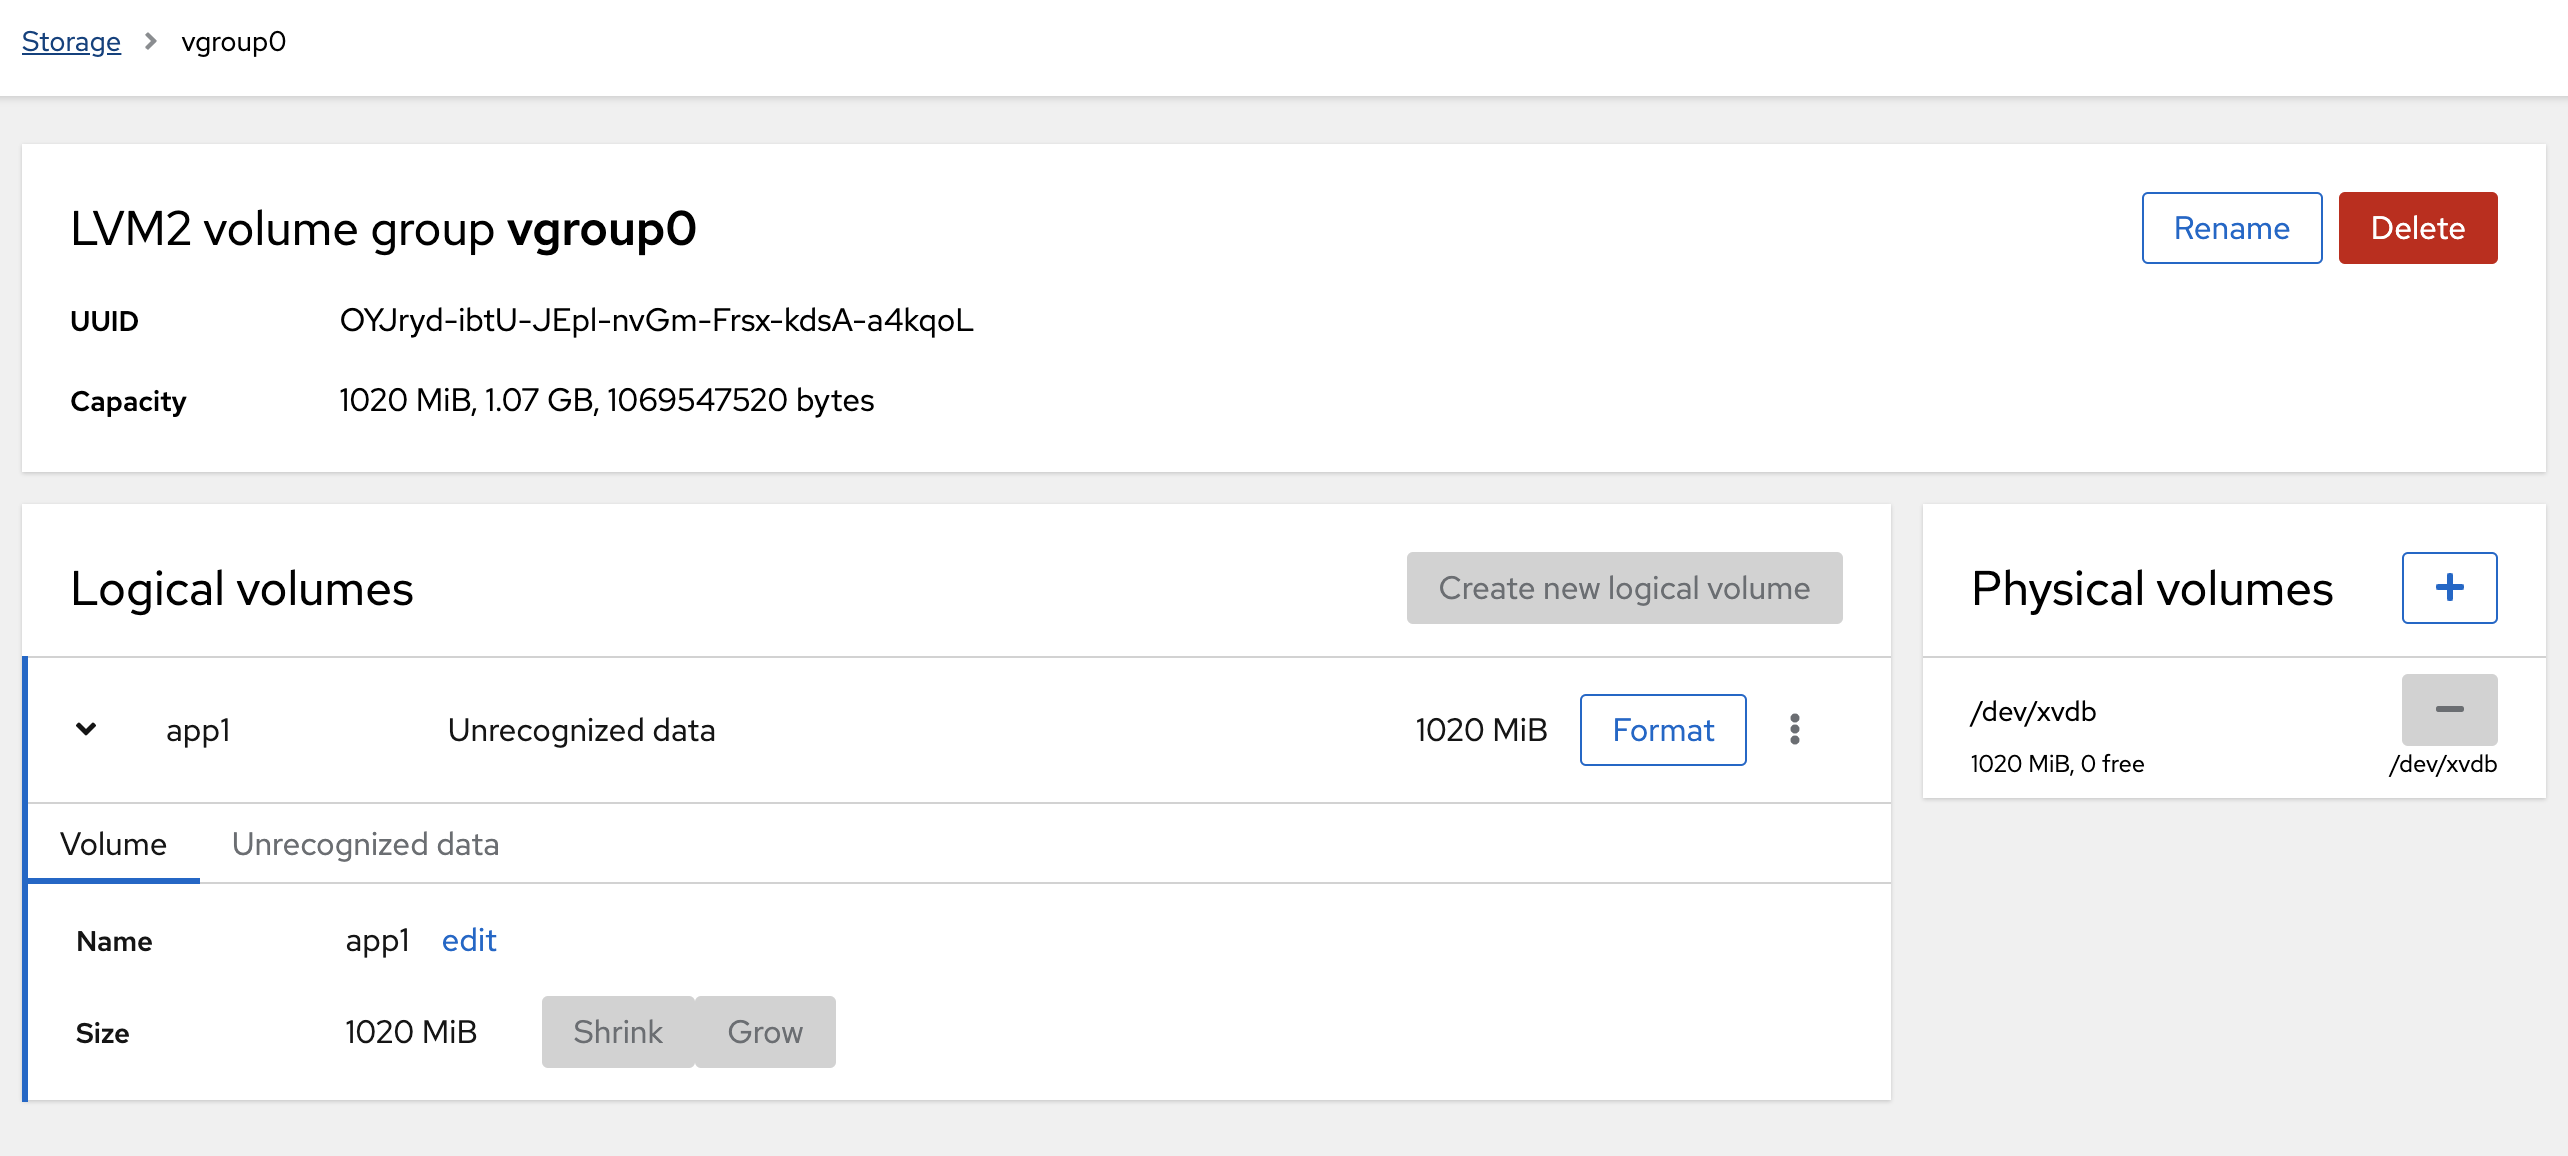 Storage > vgroup0
LVM2 volume group vgroup0
Rename
Delete
UUID OYJryd-ibtU-JEpl-nvGm-Frsx-kdsA-a4kqoL
Capacity 1020 MiB, 1.07 GB, 1069547520 bytes
Logical volumes
Create new logical volume
app1 Unrecognized data 1020 MiB Format
Volume Unrecognized data
Name app1 edit
Size 1020 MiB Shrink Grow
Physical volumes +
/dev/xvdb
1020 MiB, 0 free
/dev/xvdb